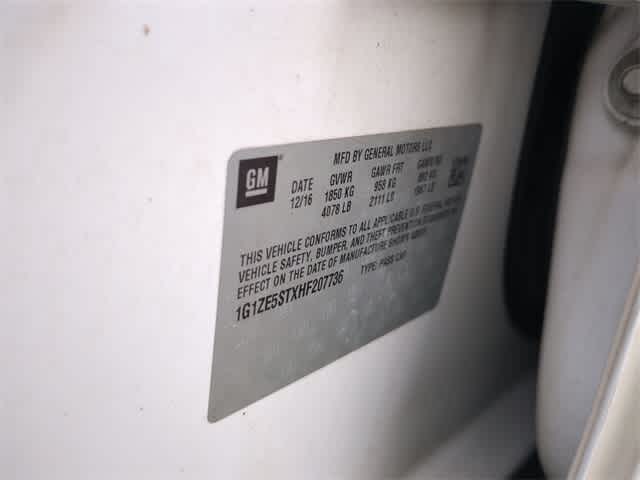 GM
MFD BY GENERAL MOTORS LLC
DATE GVWR GAWR FRT
12/16 1850 KG 958 KG
4078 LB 2111 LB
THIS VEHICLE CONFORMS TO ALL APPLICABLE U.S. FEDERAL MOTOR
VEHICLE SAFETY, BUMPER, AND THEFT PREVENTION STANDARDS IN
EFFECT ON THE DATE OF MANUFACTURE SHOWN ABOVE.
1G1ZE5STXHF207736 TYPE: PASS CAR